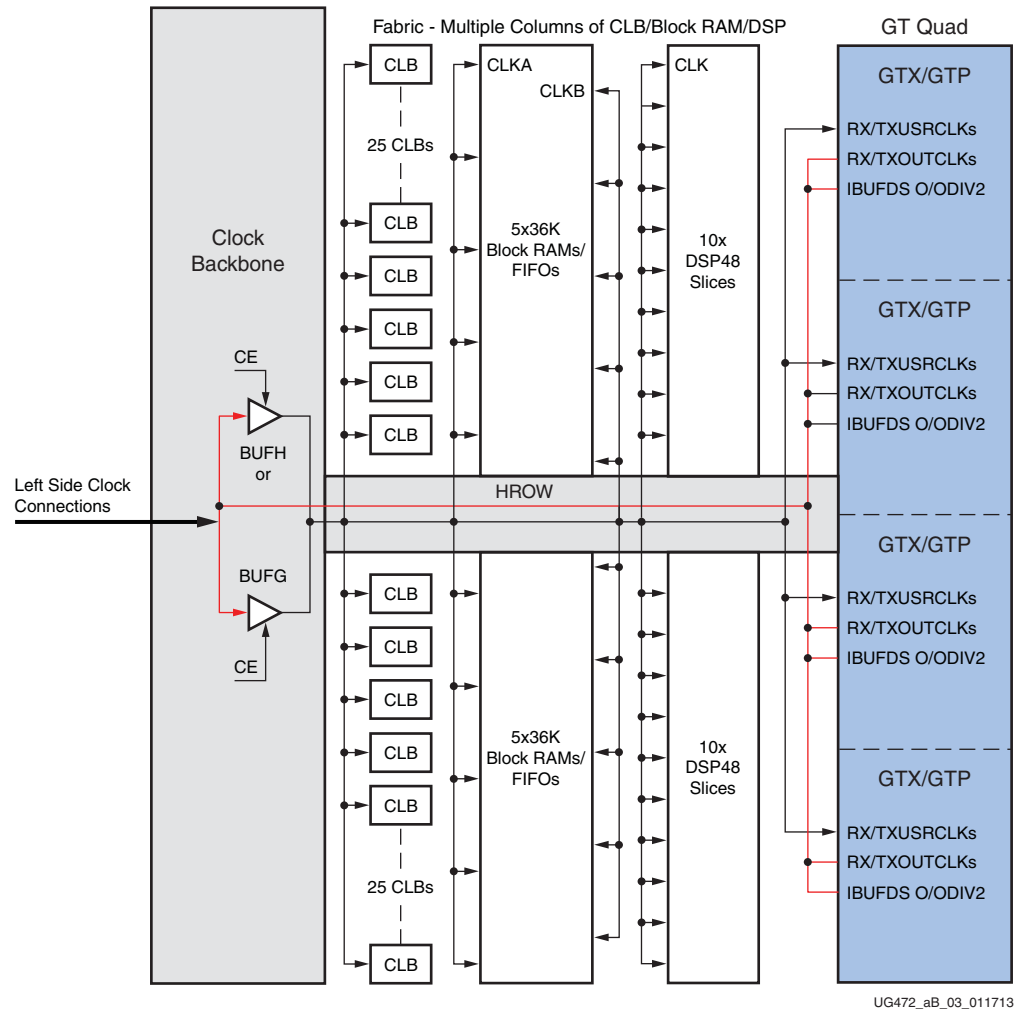 Fabric - Multiple Columns of CLB/Block RAM/DSP
GT Quad
Clock
Backbone
CE
BUFH
or
BUFG
CE
Left Side Clock
Connections
CLB
25 CLBs
CLB
CLB
CLB
CLB
CLB
CLKA
CLKB
5x36K
Block RAMs/
FIFOs
CLK
10x
DSP48
Slices
HROW
CLB
CLB
CLB
CLB
CLB
25 CLBs
CLB
5x36K
Block RAMs/
FIFOs
10x
DSP48
Slices
GTX/GTP
RX/TXUSRCLKs
RX/TXOUTCLKs
IBUFDS O/ODIV2
GTX/GTP
RX/TXUSRCLKs
RX/TXOUTCLKs
IBUFDS O/ODIV2
GTX/GTP
RX/TXUSRCLKs
RX/TXOUTCLKs
IBUFDS O/ODIV2
GTX/GTP
RX/TXUSRCLKs
RX/TXOUTCLKs
IBUFDS O/ODIV2
UG472_aB_03_011713